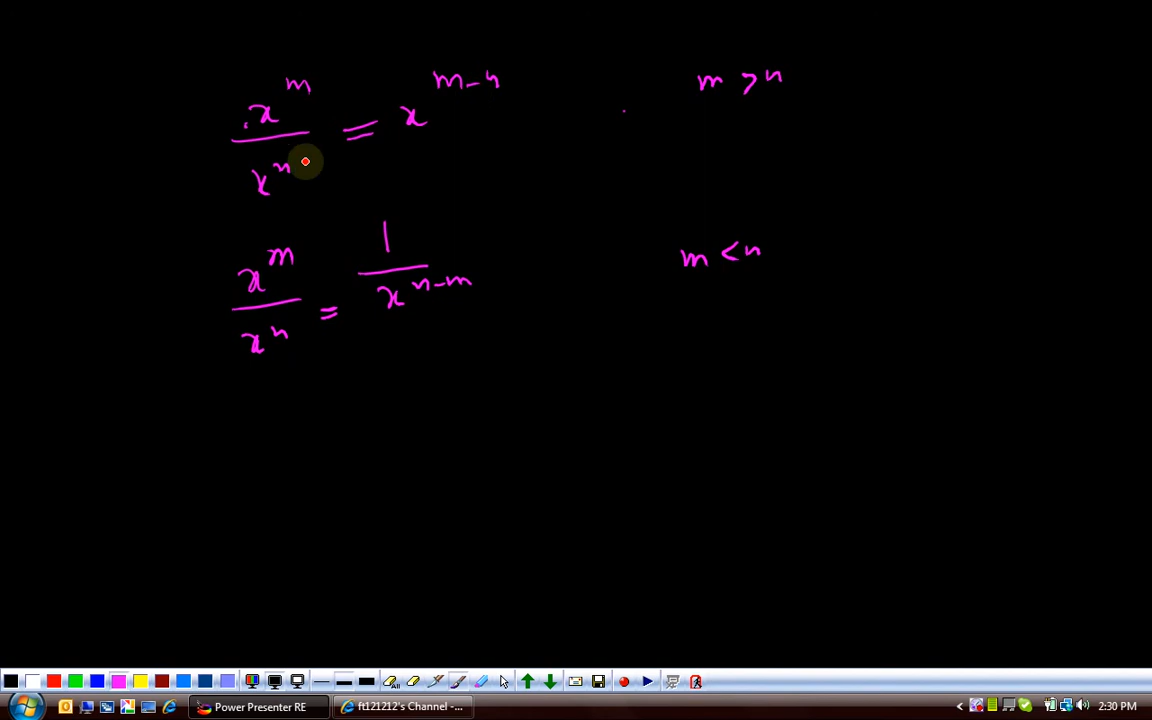 x^m / x^n = x^{m-n} m > n
x^m / x^n = 1 / x^{n-m} m < n
Power Presenter RE
ft121212's Channel - ...
2:30 PM